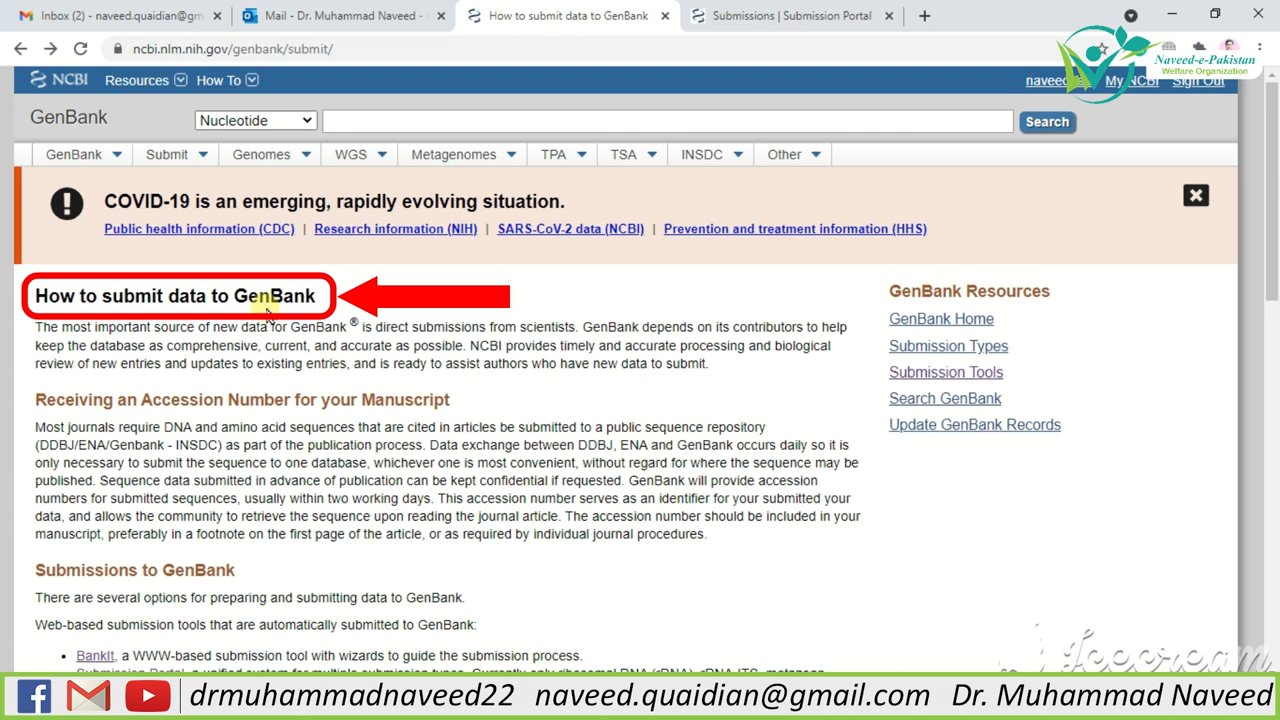 Inbox (2) - naveed.quaidian@gm
Mail - Dr. Muhammad Naveed -
How to submit data to GenBank
Submissions | Submission Portal
ncbi.nlm.nih.gov/genbank/submit/
Naveed-e-Pakistan
Welfare Organization
NCBI Resources How To
My NCBI Sign Out
GenBank Nucleotide Search
GenBank Submit Genomes WGS Metagenomes TPA TSA INSDC Other
COVID-19 is an emerging, rapidly evolving situation.
Public health information (CDC) | Research information (NIH) | SARS-CoV-2 data (NCBI) | Prevention and treatment information (HHS)
How to submit data to GenBank
The most important source of new data for GenBank ® is direct submissions from scientists. GenBank depends on its contributors to help
keep the database as comprehensive, current, and accurate as possible. NCBI provides timely and accurate processing and biological
review of new entries and updates to existing entries, and is ready to assist authors who have new data to submit.
Receiving an Accession Number for your Manuscript
Most journals require DNA and amino acid sequences that are cited in articles be submitted to a public sequence repository
(DDBJ/ENA/Genbank - INSDC) as part of the publication process. Data exchange between DDBJ, ENA and GenBank occurs daily so it is
only necessary to submit the sequence to one database, whichever one is most convenient, without regard for where the sequence may be
published. Sequence data submitted in advance of publication can be kept confidential if requested. GenBank will provide accession
numbers for submitted sequences, usually within two working days. This accession number serves as an identifier for your submitted your
data, and allows the community to retrieve the sequence upon reading the journal article. The accession number should be included in your
manuscript, preferably in a footnote on the first page of the article, or as required by individual journal procedures.
Submissions to GenBank
There are several options for preparing and submitting data to GenBank.
Web-based submission tools that are automatically submitted to GenBank:
• BankIt, a WWW-based submission tool with wizards to guide the submission process.
GenBank Resources
GenBank Home
Submission Types
Submission Tools
Search GenBank
Update GenBank Records
Icecream
drmuhammadnaveed22 naveed.quaidian@gmail.com Dr. Muhammad Naveed